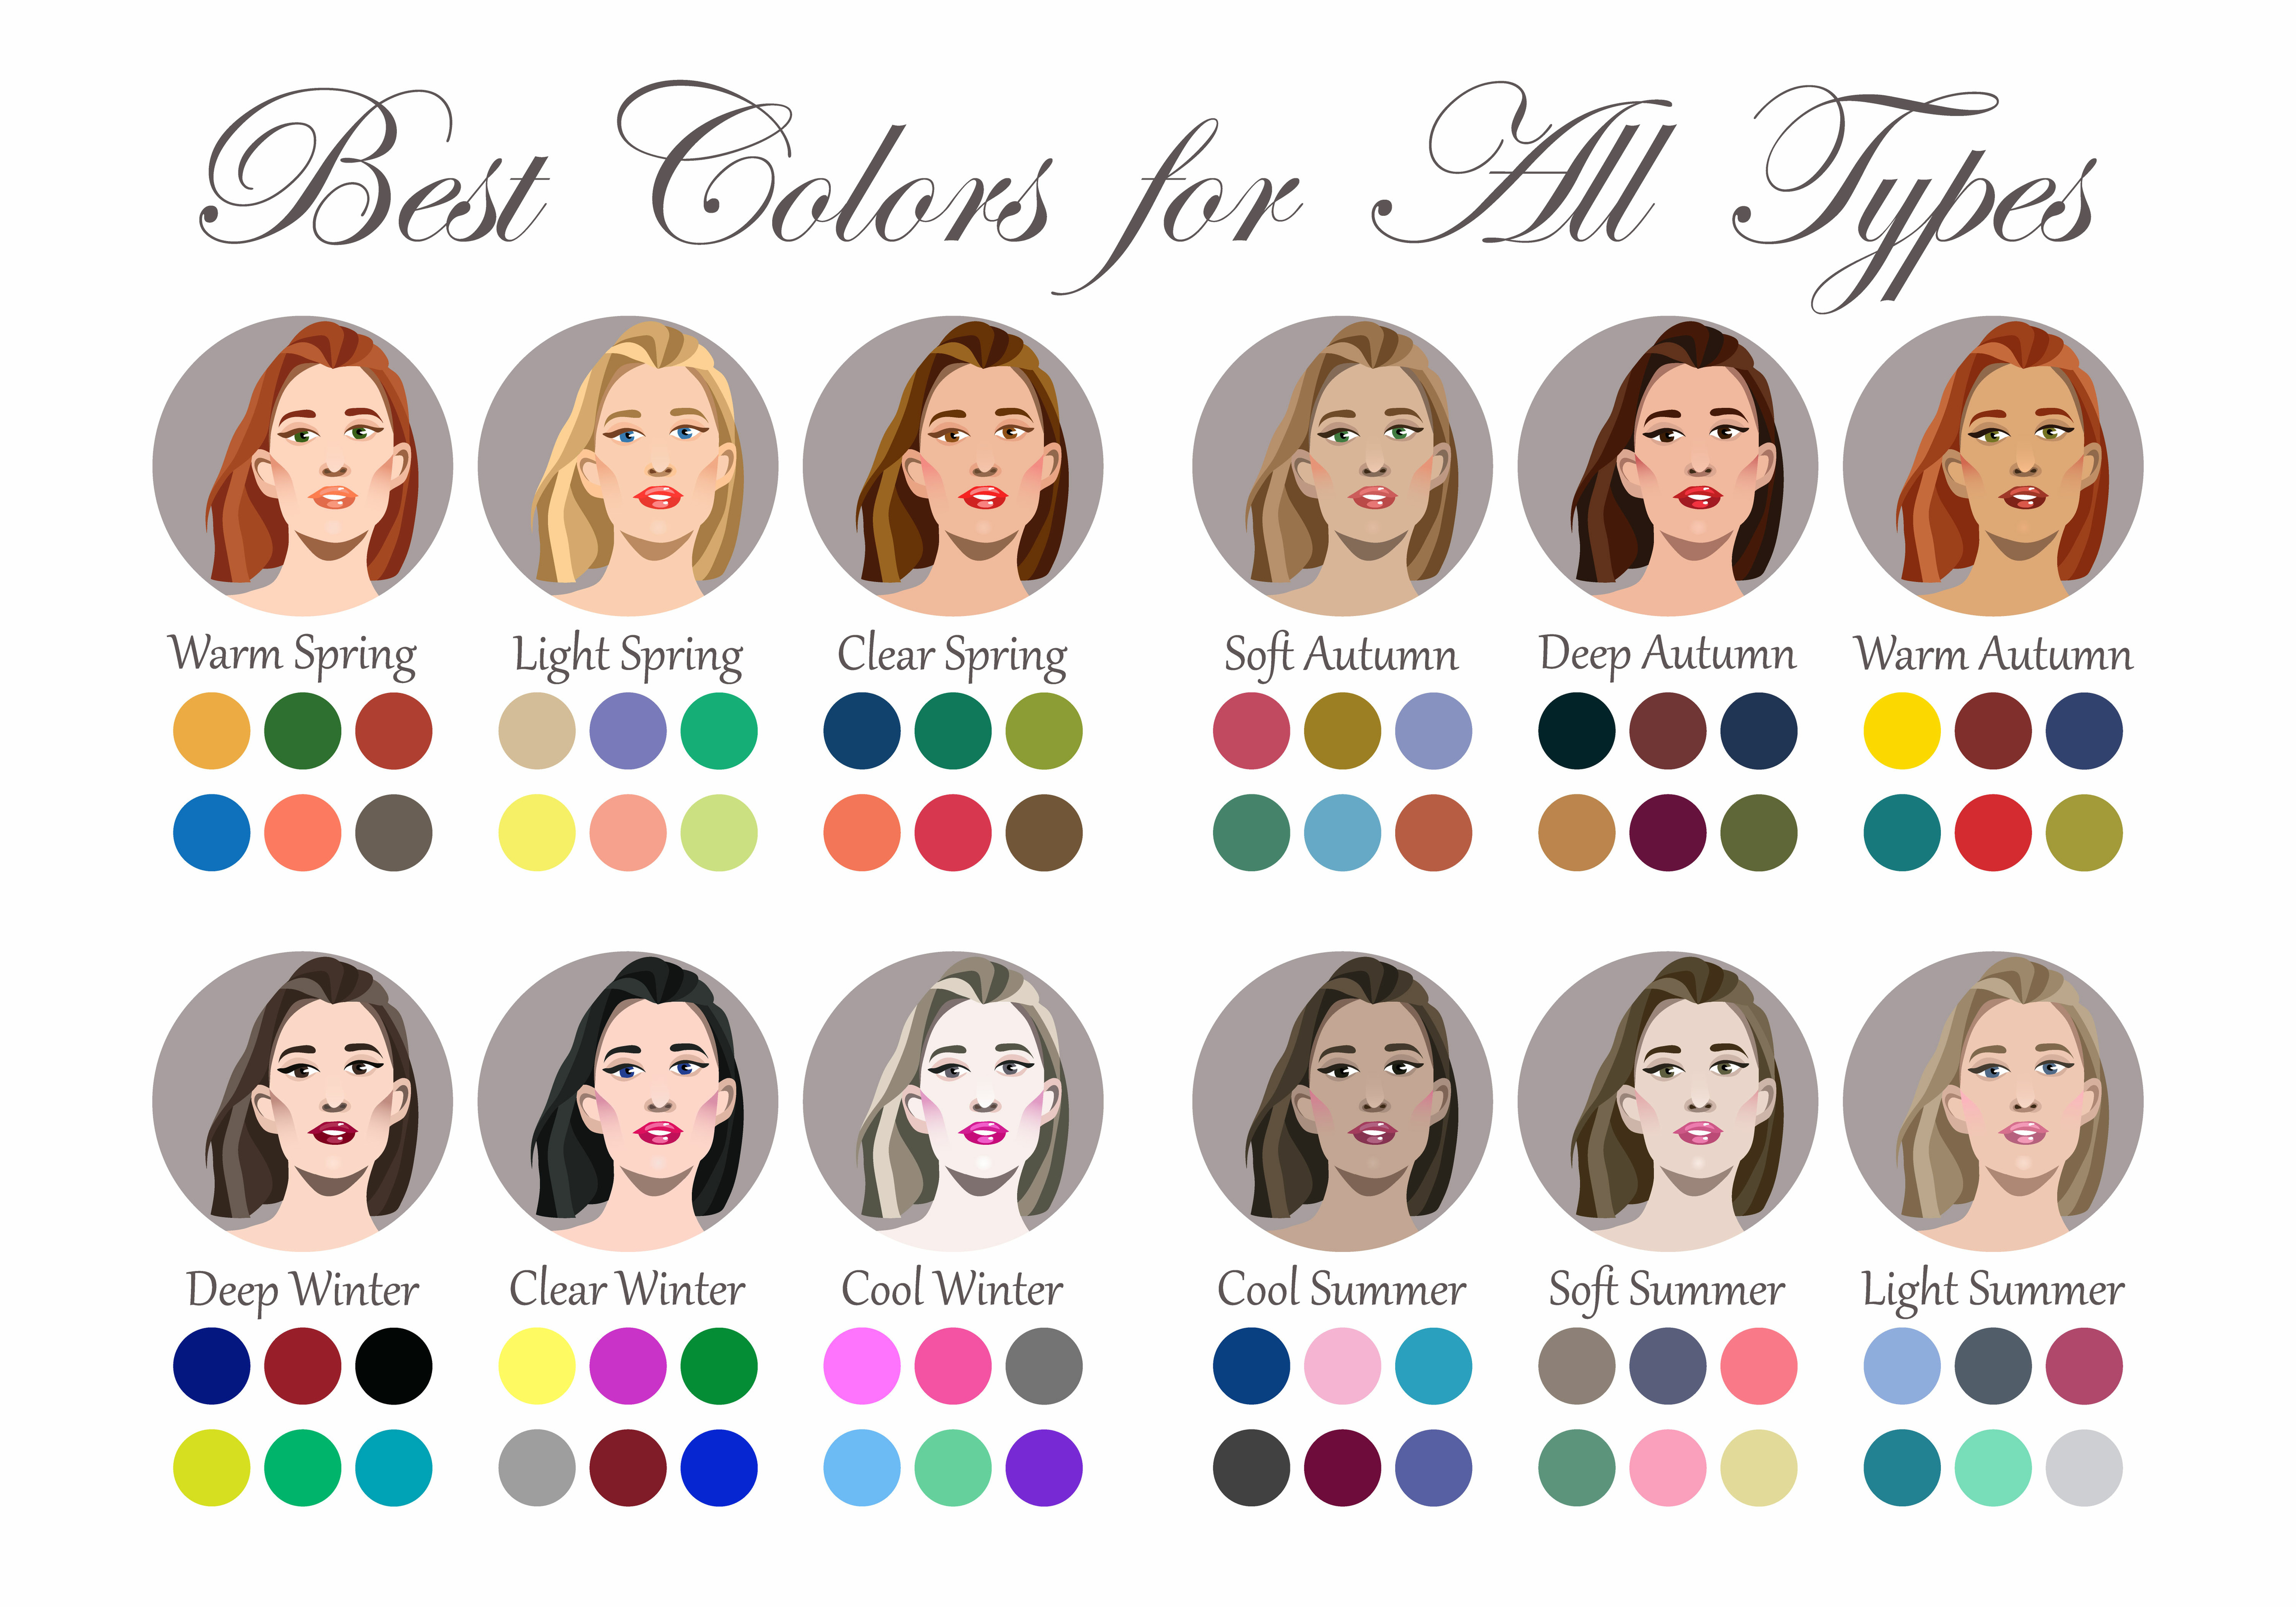 Best Colors for All Types
Warm Spring
Light Spring
Clear Spring
Soft Autumn
Deep Autumn
Warm Autumn
Deep Winter
Clear Winter
Cool Winter
Cool Summer
Soft Summer
Light Summer